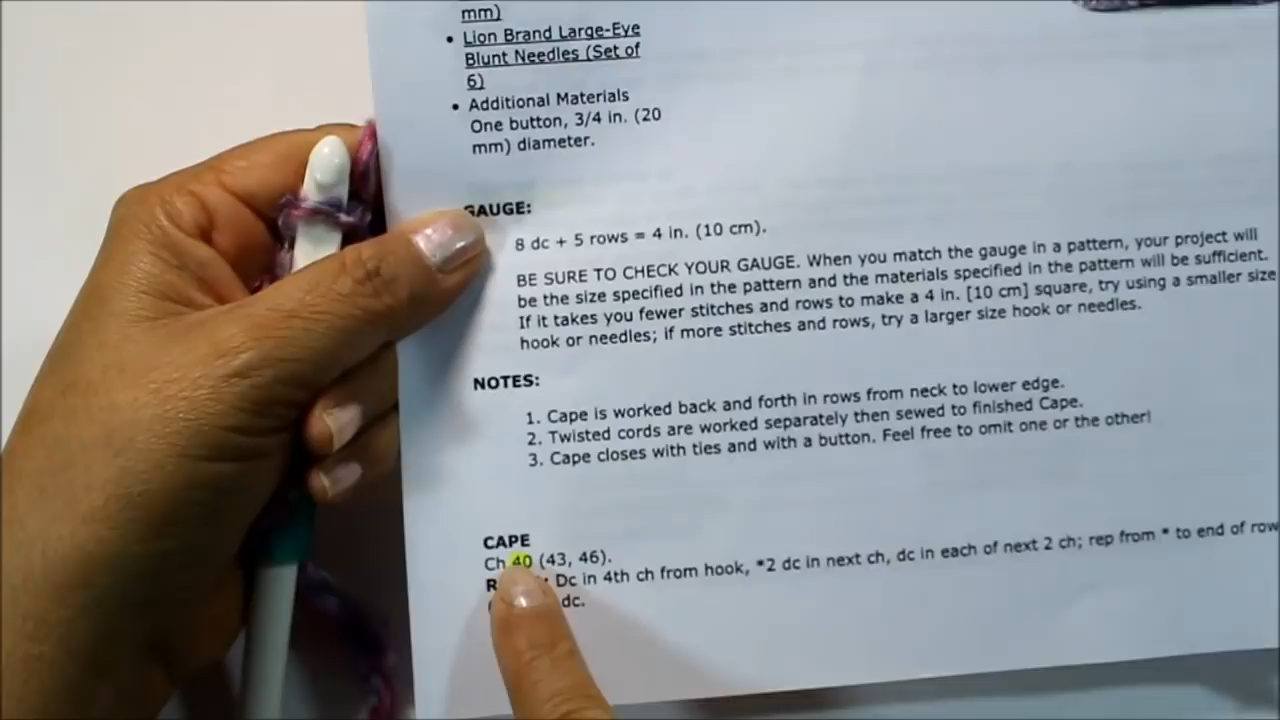 mm)
• Lion Brand Large-Eye
Blunt Needles (Set of
6)
• Additional Materials
One button, 3/4 in. (20
mm) diameter.
GAUGE:
8 dc + 5 rows = 4 in. (10 cm).
BE SURE TO CHECK YOUR GAUGE. When you match the gauge in a pattern, your project will
be the size specified in the pattern and the materials specified in the pattern will be sufficient.
If it takes you fewer stitches and rows to make a 4 in. [10 cm] square, try using a smaller size
hook or needles; if more stitches and rows, try a larger size hook or needles.
NOTES:
1. Cape is worked back and forth in rows from neck to lower edge.
2. Twisted cords are worked separately then sewed to finished Cape.
3. Cape closes with ties and with a button. Feel free to omit one or the other!
CAPE
Ch 40 (43, 46).
Dc in 4th ch from hook, *2 dc in next ch, dc in each of next 2 ch; rep from * to end of row
dc.